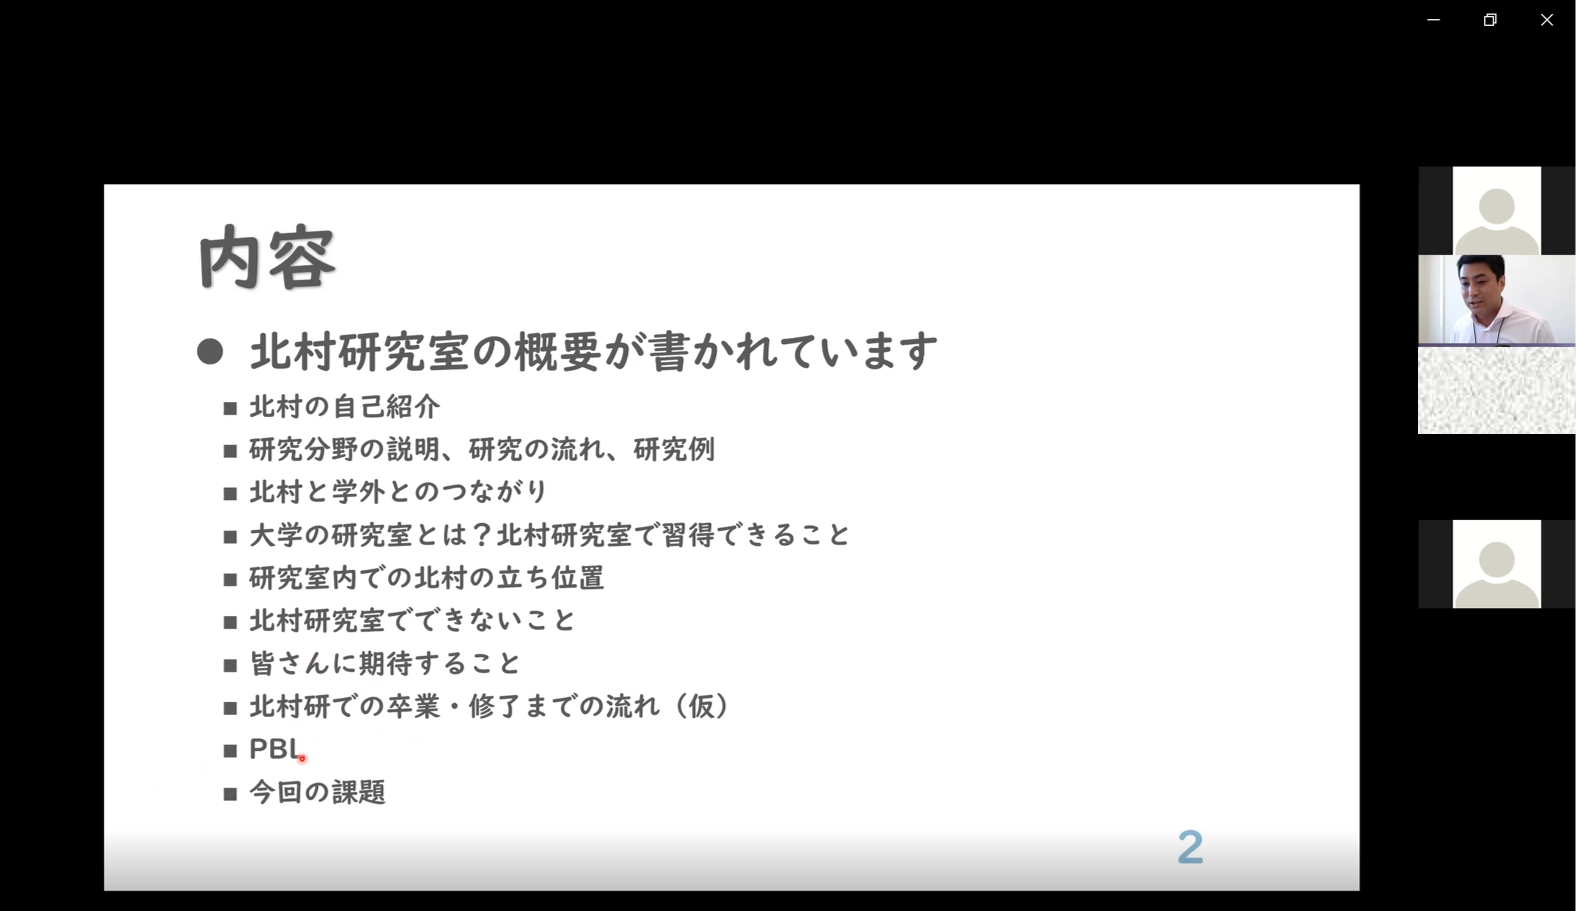 内容
● 北村研究室の概要が書かれています
■ 北村の自己紹介
■ 研究分野の説明、研究の流れ、研究例
■ 北村と学外とのつながり
■ 大学の研究室とは？北村研究室で習得できること
■ 研究室内での北村の立ち位置
■ 北村研究室でできないこと
■ 皆さんに期待すること
■ 北村研での卒業・修了までの流れ（仮）
■ PBL
■ 今回の課題
2